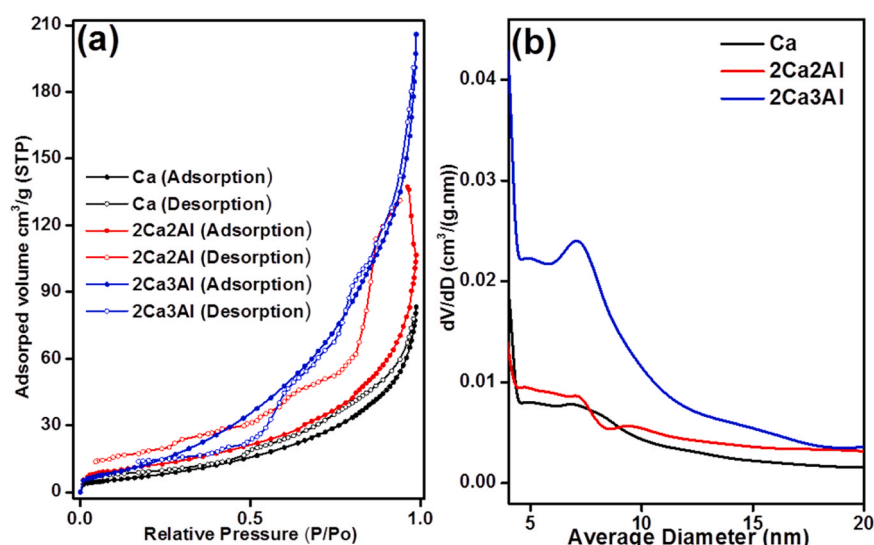 (a)
210
180
150
120
90
60
30
0
Adsorped volume cm³/g (STP)
Ca (Adsorption)
Ca (Desorption)
2Ca2Al (Adsorption)
2Ca2Al (Desorption)
2Ca3Al (Adsorption)
2Ca3Al (Desorption)
0.0 0.5 1.0
Relative Pressure (P/Po)
(b)
Ca
2Ca2Al
2Ca3Al
0.04
0.03
0.02
0.01
0.00
dV/dD (cm³/(g.nm))
5 10 15 20
Average Diameter (nm)